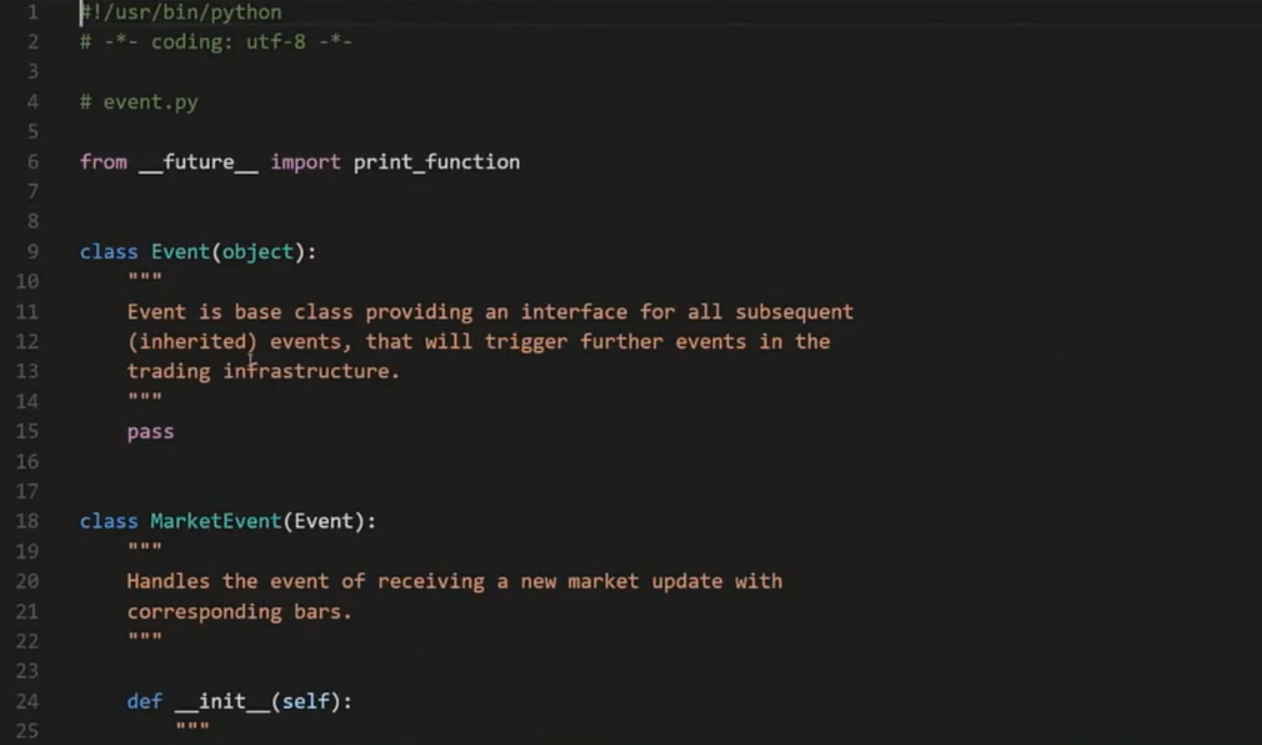 1 #!/usr/bin/python
2 # -*- coding: utf-8 -*-
3
4 # event.py
5
6 from __future__ import print_function
7
8
9 class Event(object):
10 """
11 Event is base class providing an interface for all subsequent
12 (inherited) events, that will trigger further events in the
13 trading infrastructure.
14 """
15 pass
16
17
18 class MarketEvent(Event):
19 """
20 Handles the event of receiving a new market update with
21 corresponding bars.
22 """
23
24 def __init__(self):
25 """